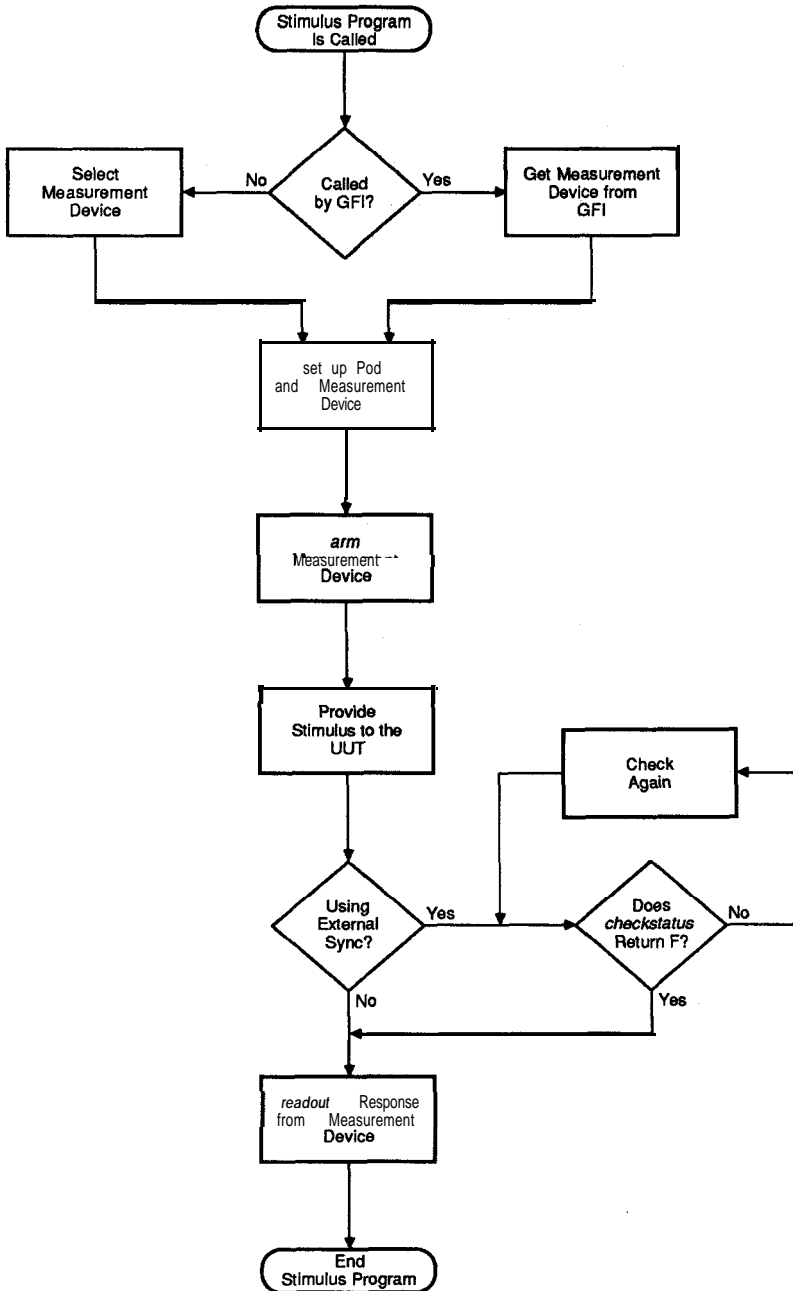 Stimulus Program
is Called
Called
by GFI?
No
Yes
Select
Measurement
Device
Get Measurement
Device from
GFI
set up Pod
and Measurement
Device
arm
Measurement
Device
Provide
Stimulus to the
UUT
Check
Again
Using
External
Sync?
Yes
No
Does
checkstatus
Return F?
No
Yes
readout Response
from Measurement
Device
End
Stimulus Program